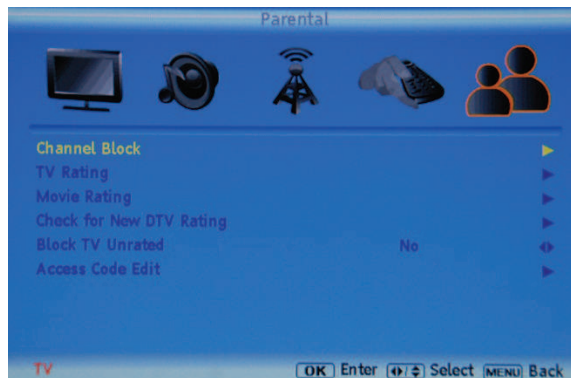 Parental
Channel Block
TV Rating
Movie Rating
Check for New DTV Rating
Block TV Unrated No
Access Code Edit
TV OK Enter Select MENU Back